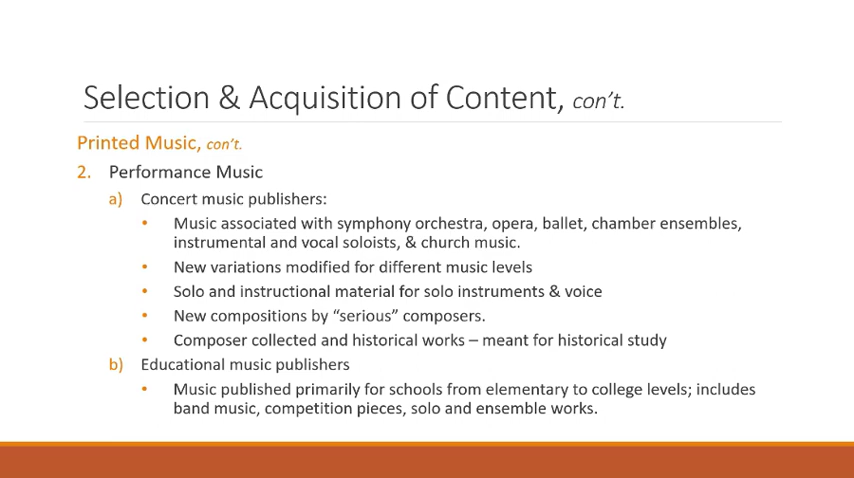 Selection & Acquisition of Content, con't.
Printed Music, con't.
2. Performance Music
a) Concert music publishers:
• Music associated with symphony orchestra, opera, ballet, chamber ensembles,
instrumental and vocal soloists, & church music.
• New variations modified for different music levels
• Solo and instructional material for solo instruments & voice
• New compositions by “serious” composers.
• Composer collected and historical works – meant for historical study
b) Educational music publishers
• Music published primarily for schools from elementary to college levels; includes
band music, competition pieces, solo and ensemble works.